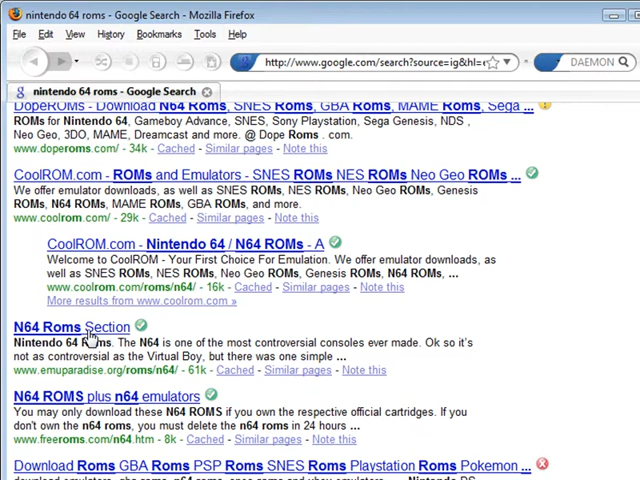 nintendo 64 roms - Google Search - Mozilla Firefox
File Edit View History Bookmarks Tools Help
http://www.google.com/search?source=ig&hl=e DAEMON
nintendo 64 roms - Google Search
DopeROMs - Download N64 Roms, SNES Roms, GBA Roms, MAME Roms, Sega ...
ROMs for Nintendo 64, Gameboy Advance, SNES, Sony Playstation, Sega Genesis, NDS ,
Neo Geo, 3DO, MAME, Dreamcast and more. @ Dope Roms . com.
www.doperoms.com/ - 34k - Cached - Similar pages - Note this
CoolROM.com - ROMs and Emulators - SNES ROMs NES ROMs Neo Geo ROMs ...
We offer emulator downloads, as well as SNES ROMs, NES ROMs, Neo Geo ROMs, Genesis
ROMs, N64 ROMs, MAME ROMs, GBA ROMs, and more.
www.coolrom.com/ - 29k - Cached - Similar pages - Note this
CoolROM.com - Nintendo 64 / N64 ROMs - A
Welcome to CoolROM - Your First Choice For Emulation. We offer emulator downloads, as
well as SNES ROMs, NES ROMs, Neo Geo ROMs, Genesis ROMs, N64 ROMs, ...
www.coolrom.com/roms/n64/ - 16k - Cached - Similar pages - Note this
More results from www.coolrom.com »
N64 Roms Section
Nintendo 64 Roms. The N64 is one of the most controversial consoles ever made. Ok so it's
not as controversial as the Virtual Boy, but there was one simple ...
www.emuparadise.org/roms/n64/ - 61k - Cached - Similar pages - Note this
N64 ROMS plus n64 emulators
You may only download these N64 ROMS if you own the respective official cartridges. If you
don't own the n64 roms, you must delete the n64 roms in 24 hours ...
www.freeroms.com/n64.htm - 8k - Cached - Similar pages - Note this
Download Roms GBA Roms PSP Roms SNES Roms Playstation Roms Pokemon ...